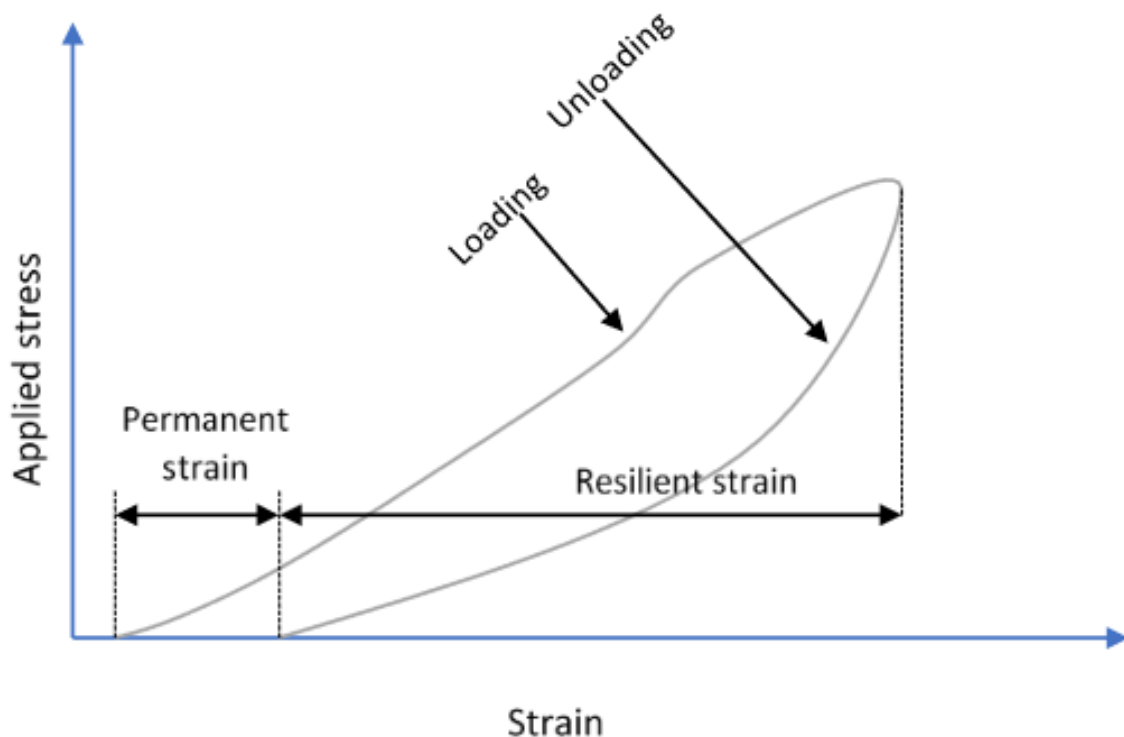 Unloading
Loading
Applied stress
Permanent
strain
Resilient strain
Strain